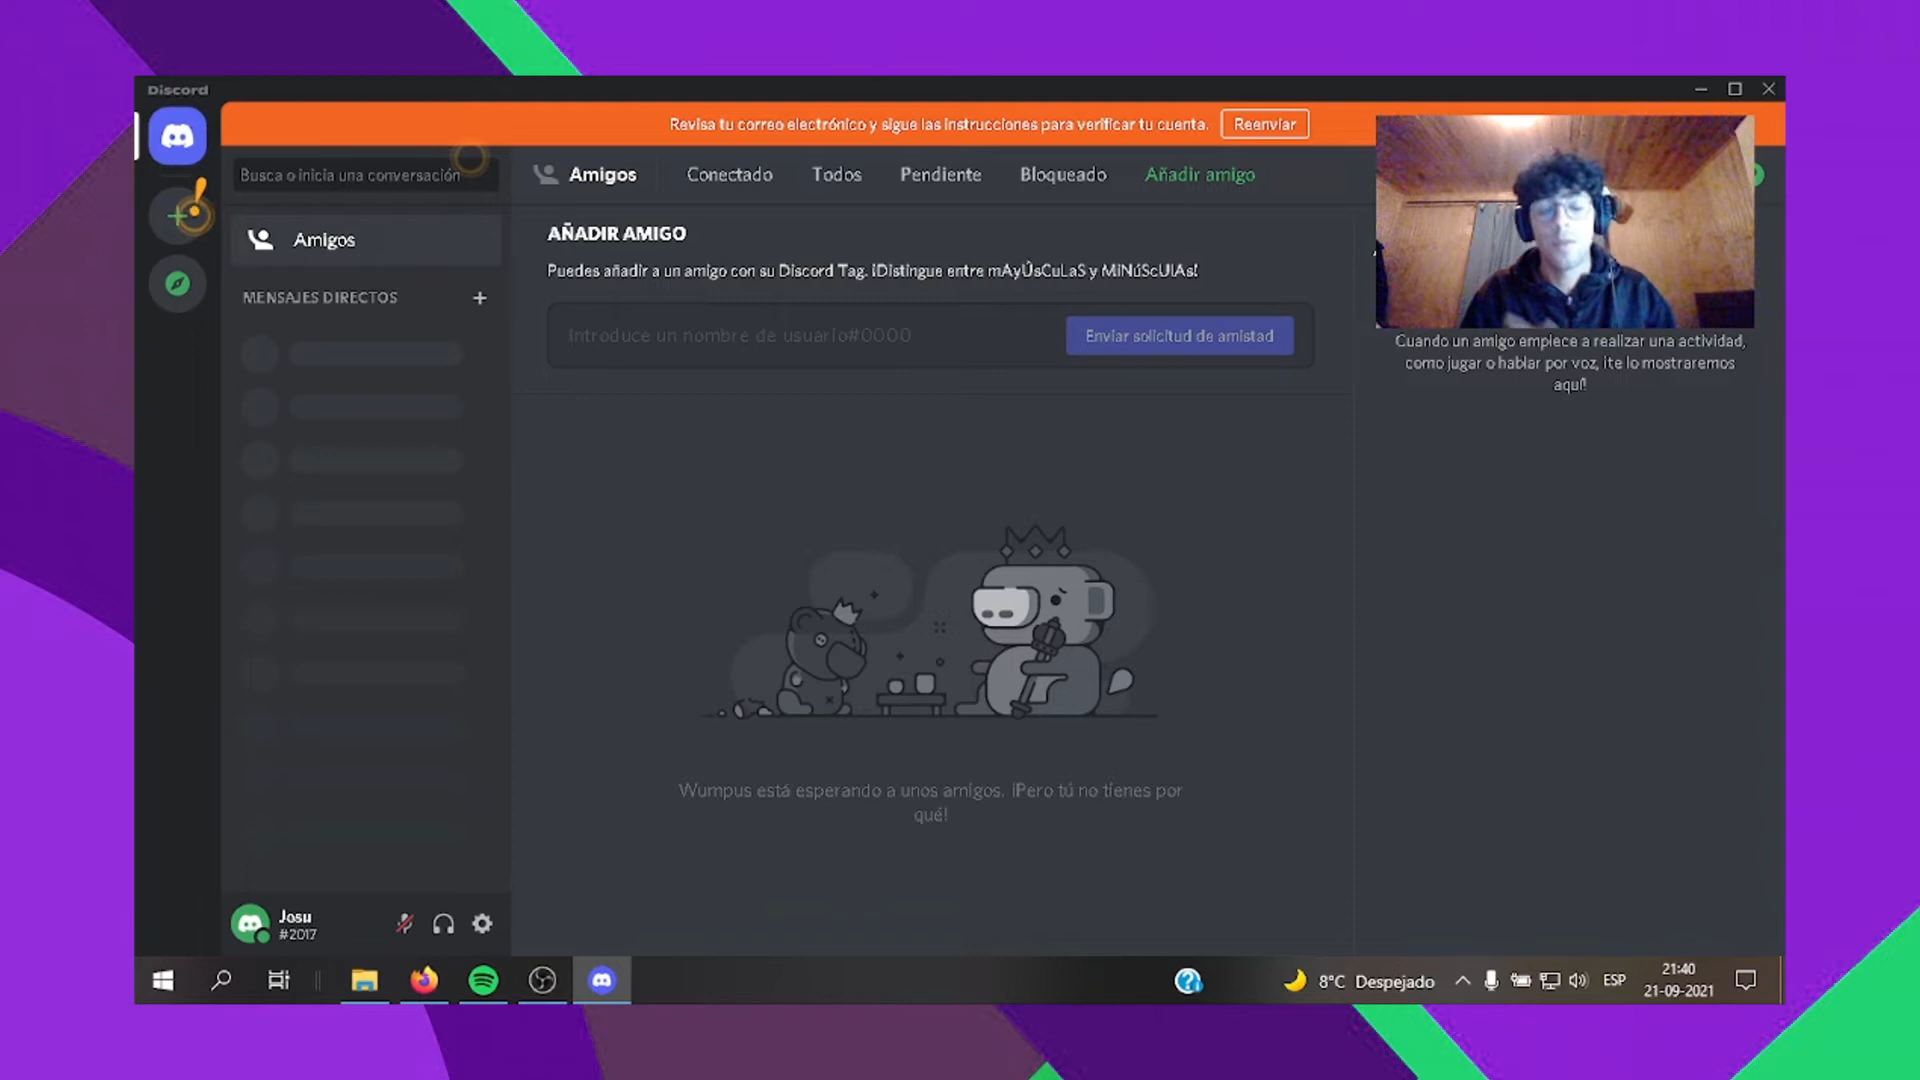 Discord
Revisa tu correo electrónico y sigue las instrucciones para verificar tu cuenta.
Reenviar
Busca o inicia una conversación
Amigos
Conectado
Todos
Pendiente
Bloqueado
Añadir amigo
Amigos
AÑADIR AMIGO
Puedes añadir a un amigo con su Discord Tag. ¡Distingue entre mAyÚsCuLaS y MiNúScUlAs!
MENSAJES DIRECTOS
Introduce un nombre de usuario#0000
Enviar solicitud de amistad
Cuando un amigo empiece a realizar una actividad,
como jugar o hablar por voz, ¡te lo mostraremos
aquí!
Wumpus está esperando a unos amigos. ¡Pero tú no tienes por
qué!
Josu
#2017
8°C Despejado
ESP
21:40
21-09-2021